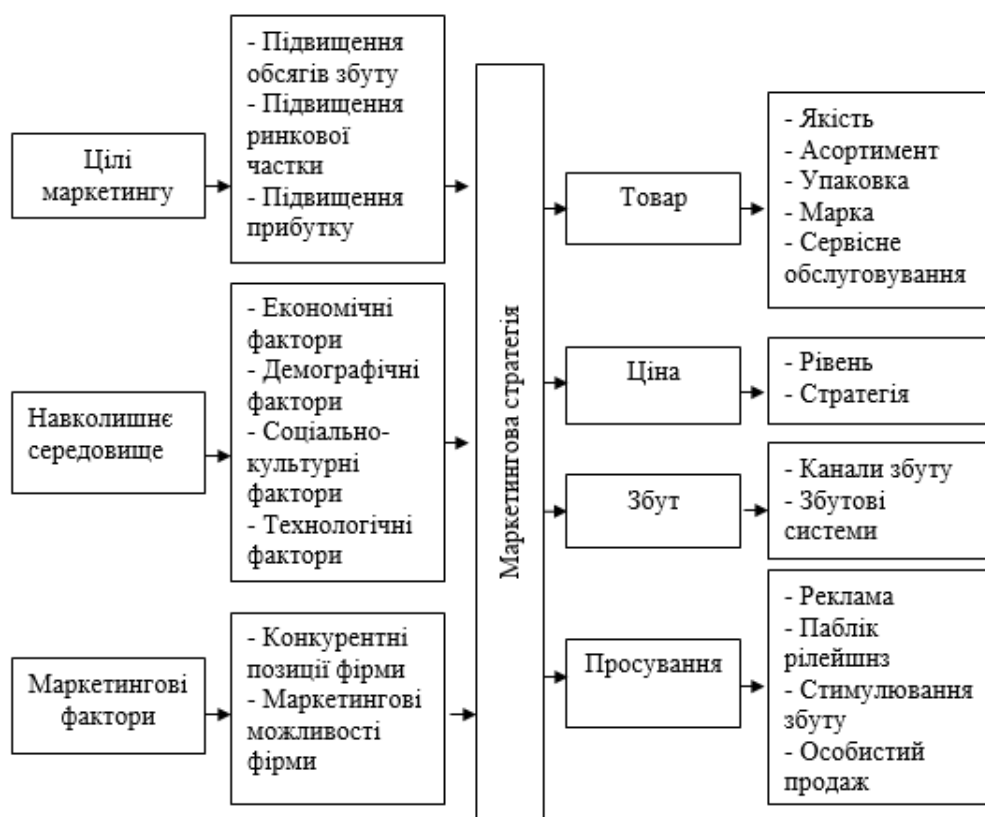 Цілі
маркетингу
- Підвищення
обсягів збуту
- Підвищення
ринкової
частки
- Підвищення
прибутку
Навколишнє
середовище
- Економічні
фактори
- Демографічні
фактори
- Соціально-
культурні
фактори
- Технологічні
фактори
Маркетингові
фактори
- Конкурентні
позиції фірми
- Маркетингові
можливості
фірми
Маркетингова стратегія
Товар
- Якість
- Асортимент
- Упаковка
- Марка
- Сервісне
обслуговування
Ціна
- Рівень
- Стратегія
Збут
- Канали збуту
- Збутові
системи
Просування
- Реклама
- Паблік
рілейшнз
- Стимулювання
збуту
- Особистий
продаж